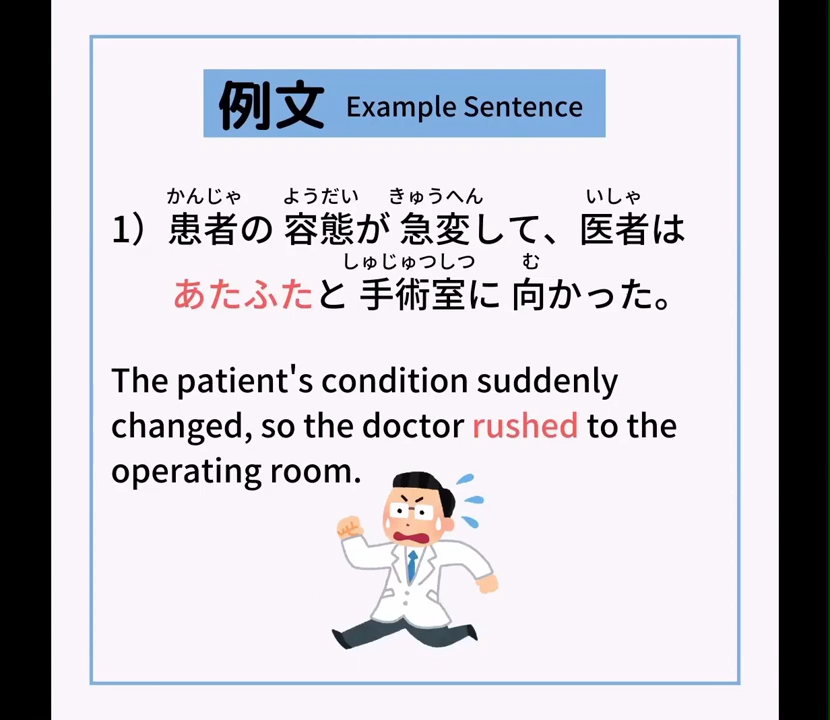 例文 Example Sentence
かんじゃ ようだい きゅうへん いしゃ
1）患者の 容態が 急変して、医者は
しゅじゅつしつ む
あたふたと 手術室に 向かった。
The patient's condition suddenly
changed, so the doctor rushed to the
operating room.